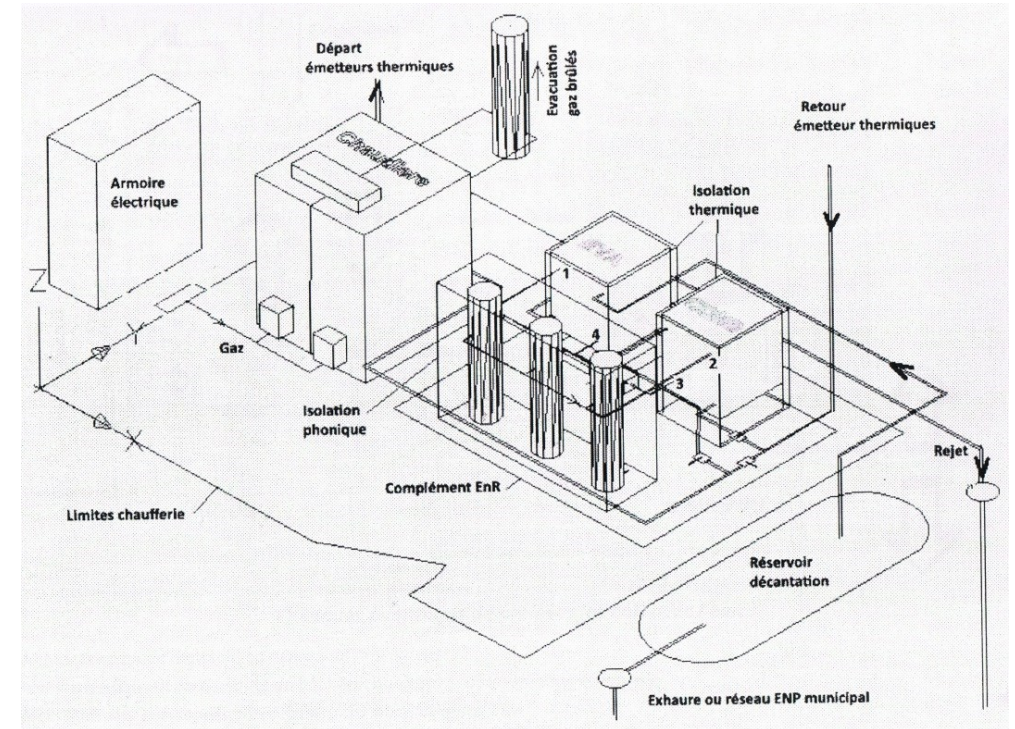 Départ
émetteurs thermiques
Evacuation
gaz brûlés
Retour
émetteur thermiques
Chaudiere
Armoire
électrique
Isolation
thermique
1
Z
Y
4
2
Gaz
3
Isolation
phonique
X
Rejet
Complément EnR
Limites chaufferie
Réservoir
décantation
Exhaure ou réseau ENP municipal